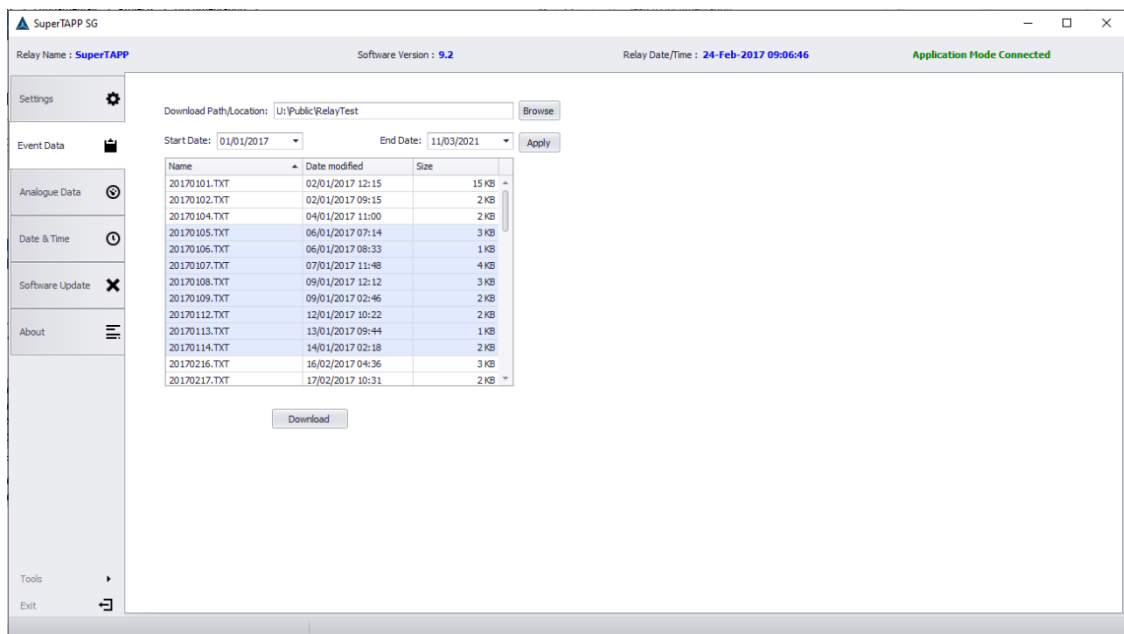 SuperTAPP SG
Relay Name : SuperTAPP Software Version : 9.2 Relay Date/Time : 24-Feb-2017 09:06:46 Application Mode Connected
Settings
Event Data
Analogue Data
Date & Time
Software Update
About
Tools
Exit
Download Path/Location: U:\Public\RelayTest Browse
Start Date: 01/01/2017 End Date: 11/03/2021 Apply
Name Date modified Size
20170101.TXT 02/01/2017 12:15 15 KB
20170102.TXT 02/01/2017 09:15 2 KB
20170104.TXT 04/01/2017 11:00 2 KB
20170105.TXT 06/01/2017 07:14 3 KB
20170106.TXT 06/01/2017 08:33 1 KB
20170107.TXT 07/01/2017 11:48 4 KB
20170108.TXT 09/01/2017 12:12 3 KB
20170109.TXT 09/01/2017 02:46 2 KB
20170112.TXT 12/01/2017 10:22 2 KB
20170113.TXT 13/01/2017 09:44 1 KB
20170114.TXT 14/01/2017 02:18 2 KB
20170216.TXT 16/02/2017 04:36 3 KB
20170217.TXT 17/02/2017 10:31 2 KB
Download